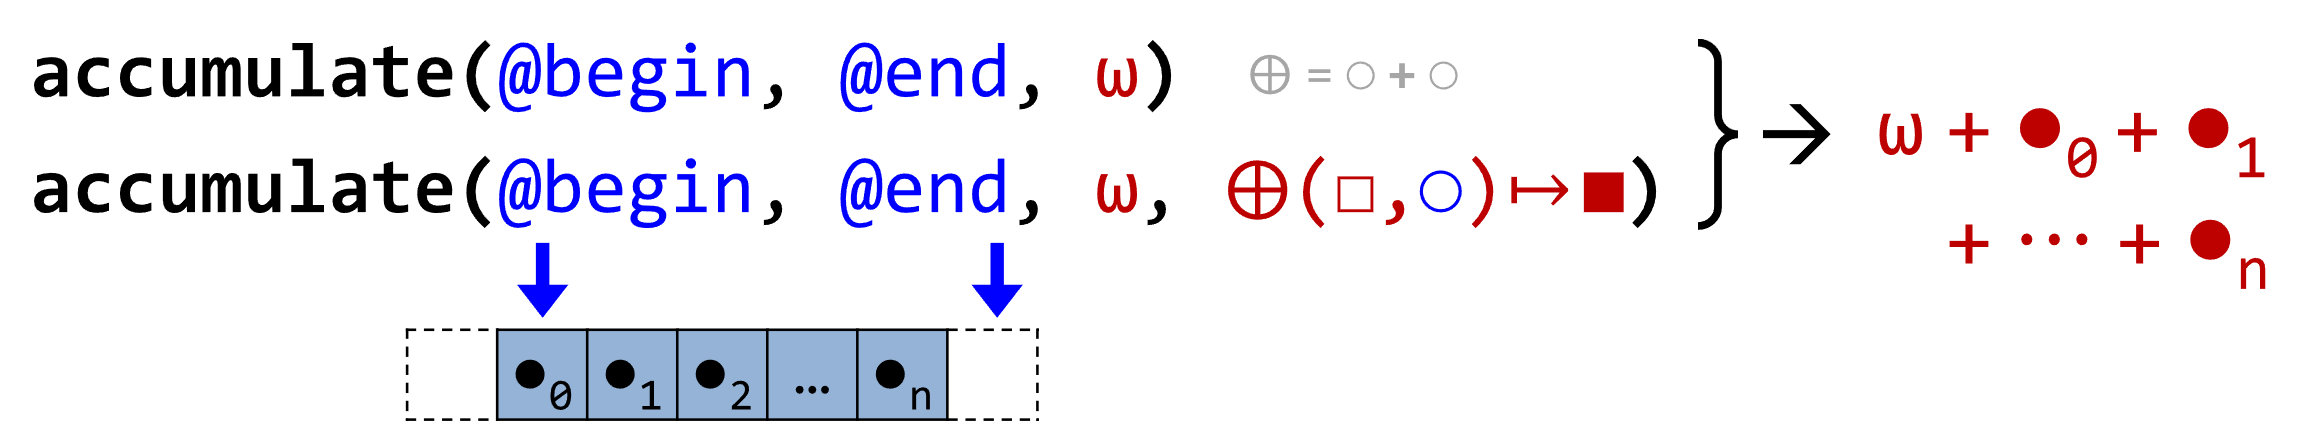 accumulate(@begin, @end, ω) ⊕ = ○ + ○
accumulate(@begin, @end, ω, ⊕(□,○)↦■)
→ ω + ●0 + ●1
+ ··· + ●n
●0 ●1 ●2 … ●n